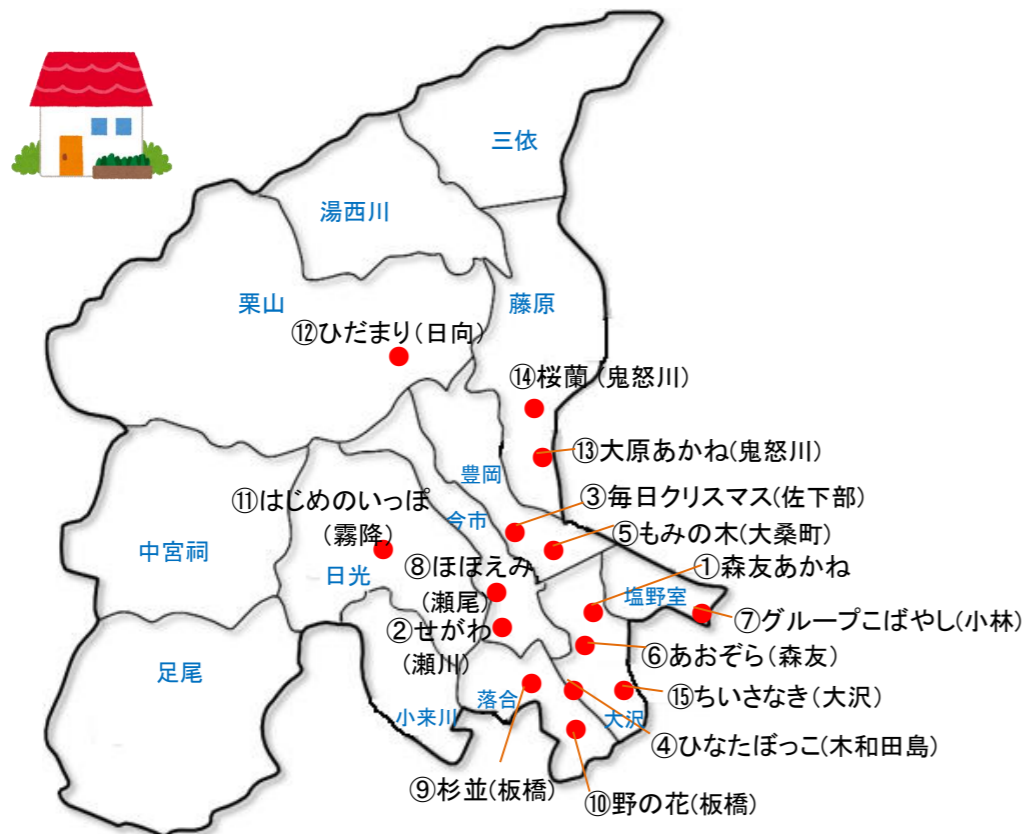 三依
湯西川
栗山
藤原
⑫ひだまり(日向)
⑭桜蘭(鬼怒川)
⑬大原あかね(鬼怒川)
豊岡
③毎日クリスマス(佐下部)
⑪はじめのいっぽ
(霧降)
今市
⑤もみの木(大桑町)
中宮祠
日光
⑧ほほえみ
(瀬尾)
①森友あかね
塩野室
⑦グループこばやし(小林)
②せがわ
(瀬川)
⑥あおぞら(森友)
足尾
⑮ちいさなき(大沢)
落合
小来川
大沢
④ひなたぼっこ(木和田島)
⑨杉並(板橋)
⑩野の花(板橋)